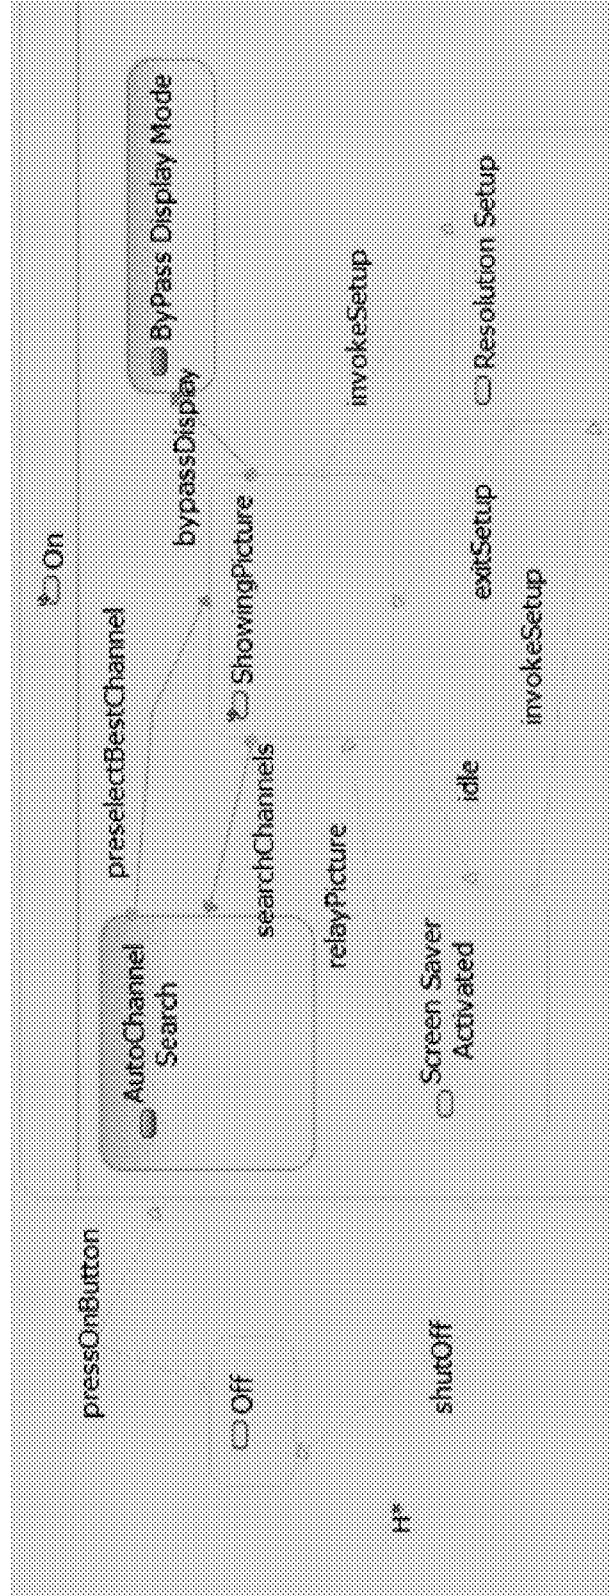 On
pressOnButton
preselectBestChannel
AutoChannel
Search
ByPass Display Mode
bypassDisplay
Off
ShowingPicture
searchChannels
relayPicture
invokeSetup
H*
shutOff
Screen Saver
Activated
idle
exitSetup
Resolution Setup
invokeSetup